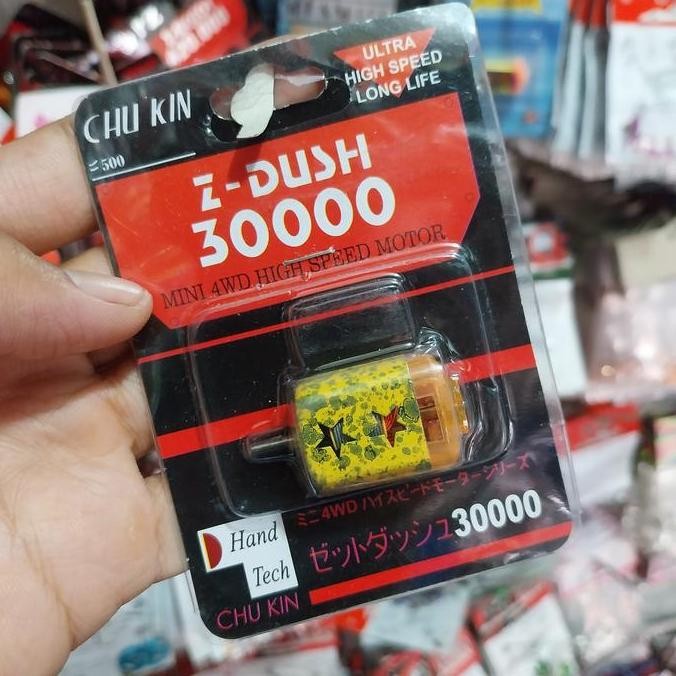 CHU KIN
ULTRA
HIGH SPEED
LONG LIFE
500
Z-DUSH
30000
MINI 4WD HIGH SPEED MOTOR
ミニ4WD ハイスピードモーターシリーズ
ゼットダッシュ30000
Hand
Tech
CHU KIN